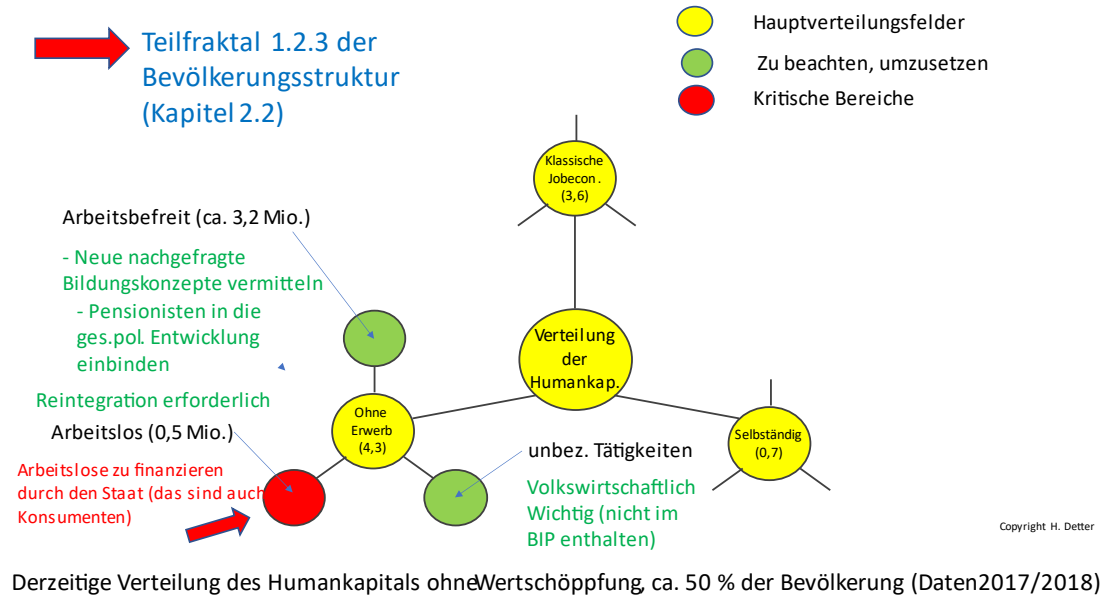 Teilfraktal 1.2.3 der
Bevölkerungsstruktur
(Kapitel 2.2)
Hauptverteilungsfelder
Zu beachten, umzusetzen
Kritische Bereiche
Klassische
Jobecon.
(3,6)
Arbeitsbefreit (ca. 3,2 Mio.)
- Neue nachgefragte
Bildungskonzepte vermitteln
- Pensionisten in die
ges.pol. Entwicklung
einbinden
Verteilung
der
Humankap.
Reintegration erforderlich
Arbeitslos (0,5 Mio.)
Ohne
Erwerb
(4,3)
Selbständig
(0,7)
unbez. Tätigkeiten
Arbeitslose zu finanzieren
durch den Staat (das sind auch
Konsumenten)
Volkswirtschaftlich
Wichtig (nicht im
BIP enthalten)
Copyright H. Detter
Derzeitige Verteilung des Humankapitals ohneWertschöppfung, ca. 50 % der Bevölkerung (Daten2017/2018)